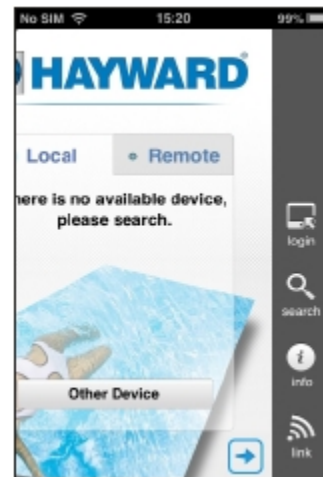 No SIM 15:20 99%
HAYWARD
Local Remote
here is no available device,
please search.
login
search
Other Device
info
link